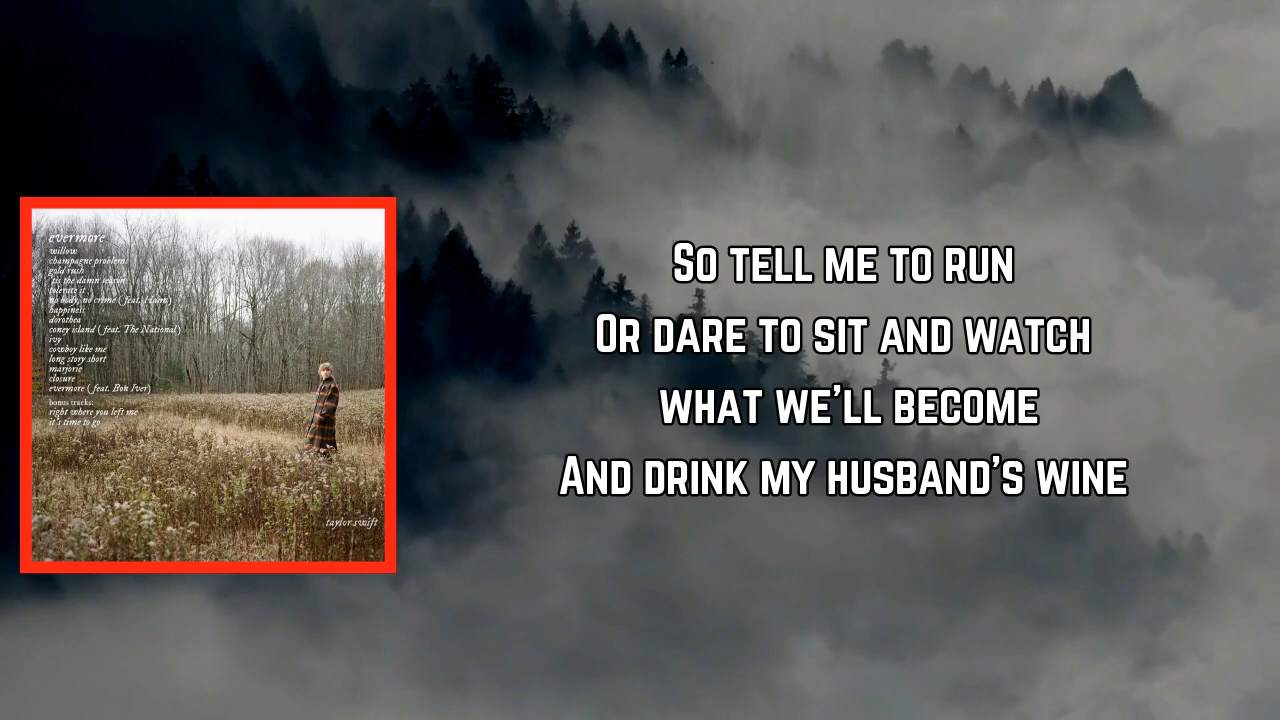 evermore
willow
champagne problems
gold rush
'tis the damn season
tolerate it
no body, no crime ( feat. Haim)
happiness
dorothea
coney island ( feat. The National)
ivy
cowboy like me
long story short
marjorie
closure
evermore ( feat. Bon Iver)
bonus tracks:
right where you left me
it's time to go
taylor swift
So tell me to run
Or dare to sit and watch
what we'll become
And drink my husband's wine